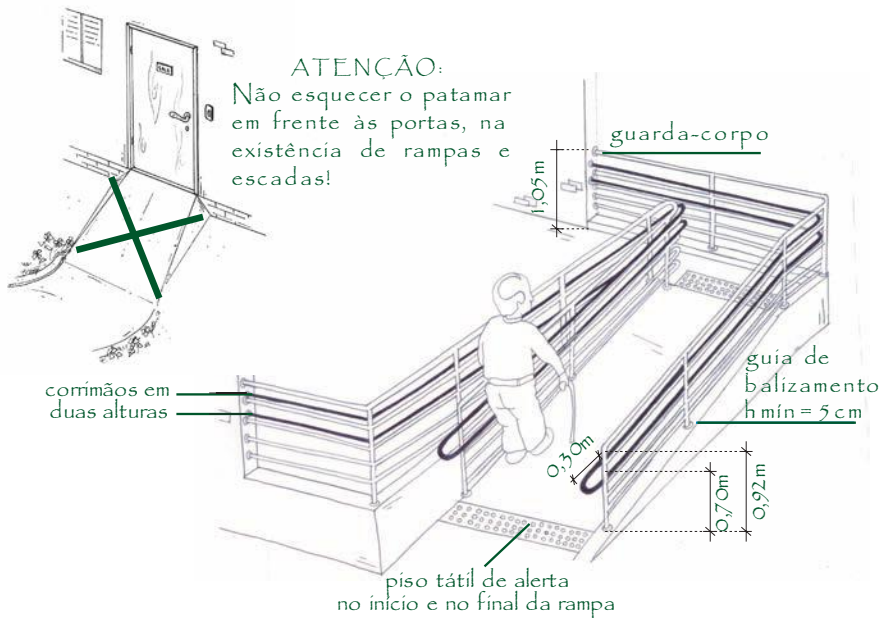 ATENÇÃO:
Não esquecer o patamar
em frente às portas, na
existência de rampas e
escadas!
guarda-corpo
1,05m
corrimãos em
duas alturas
guia de
balizamento
hmín = 5 cm
0,30m
0,70m
0,92m
piso tátil de alerta
no início e no final da rampa